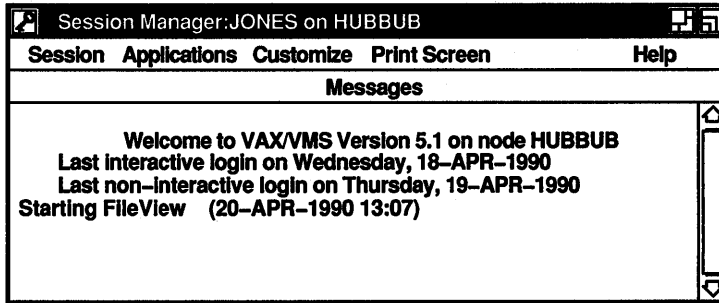 Session Manager:JONES on HUBBUB
Session Applications Customize Print Screen Help
Messages
Welcome to VAX/VMS Version 5.1 on node HUBBUB
Last interactive login on Wednesday, 18–APR–1990
Last non–interactive login on Thursday, 19–APR–1990
Starting FileView (20–APR–1990 13:07)